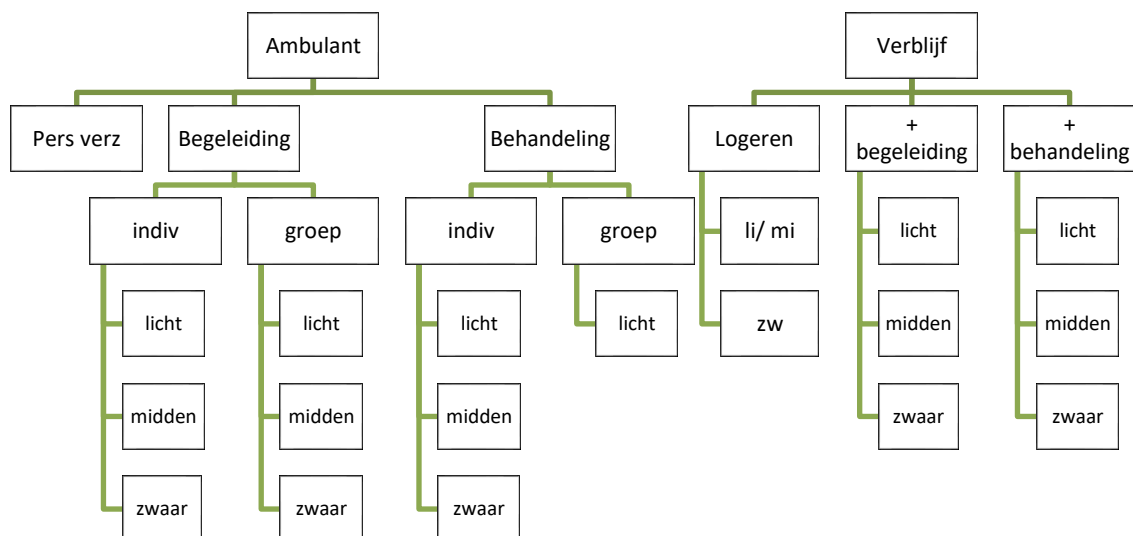 Ambulant
Verblijf
Pers verz
Begeleiding
Behandeling
Logeren
+
begeleiding
+
behandeling
indiv
groep
indiv
groep
li/ mi
licht
licht
licht
licht
licht
licht
zw
midden
midden
midden
midden
midden
zwaar
zwaar
zwaar
zwaar
zwaar